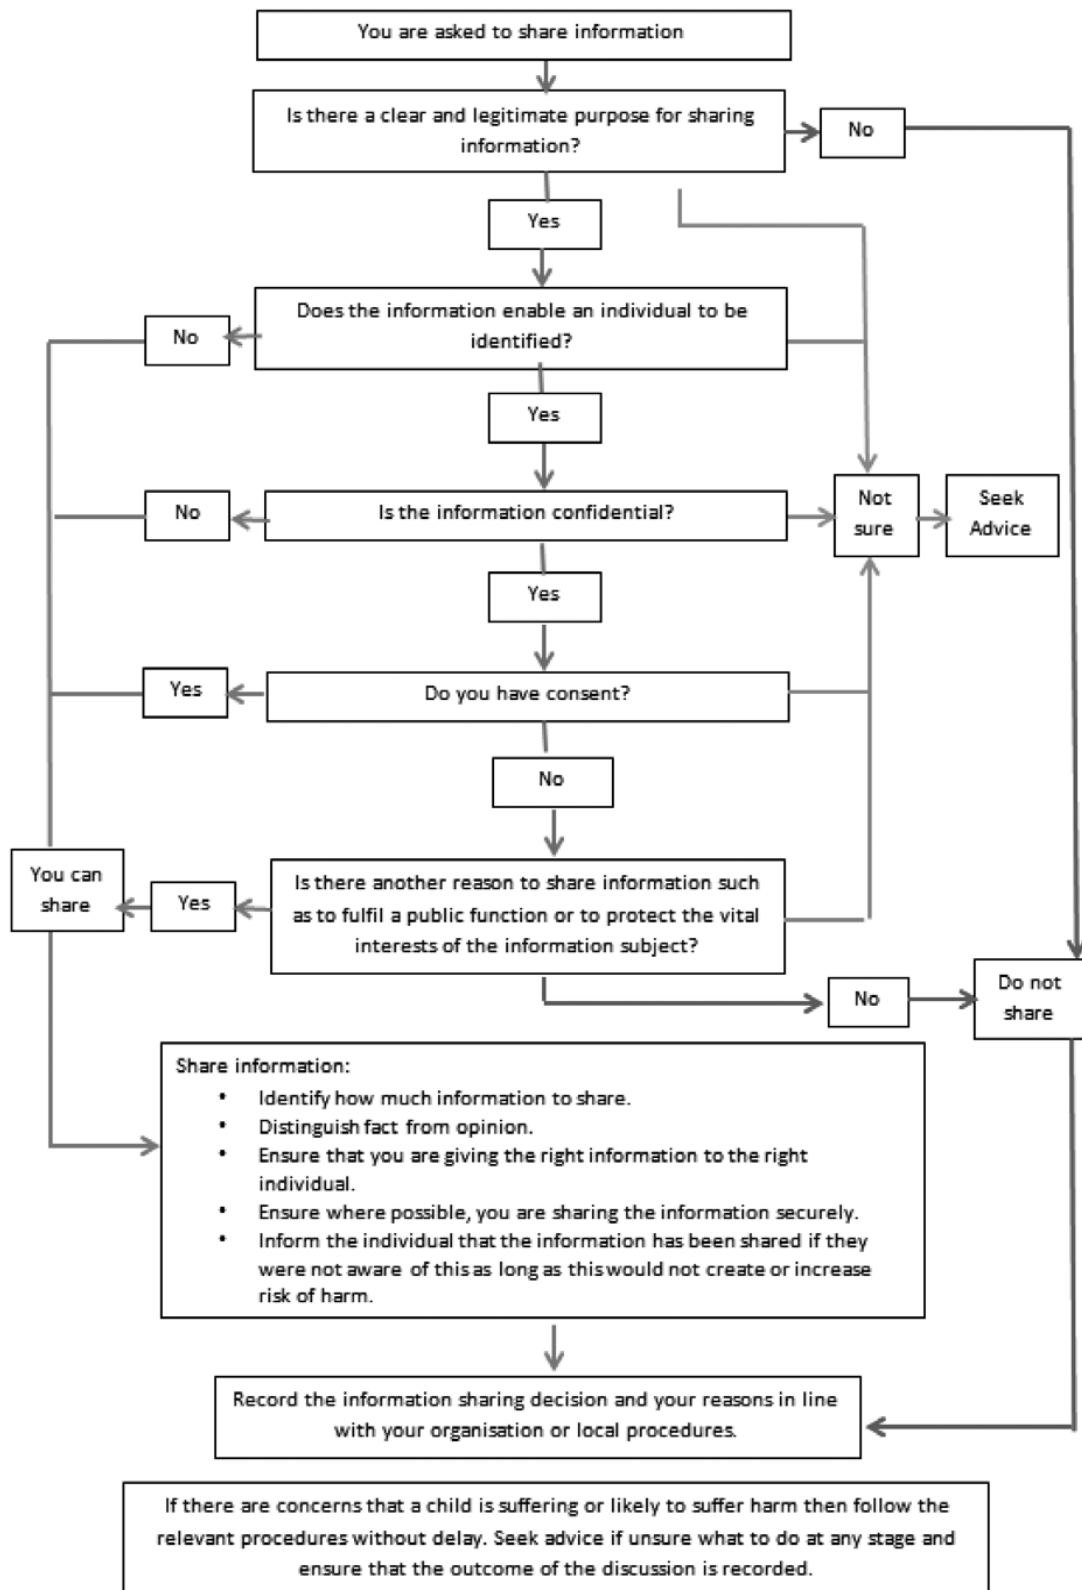 You are asked to share information
Is there a clear and legitimate purpose for sharing
information?
No
Yes
Does the information enable an individual to be
identified?
No
Yes
Is the information confidential?
No
Not
sure
Seek
Advice
Yes
Do you have consent?
Yes
No
Is there another reason to share information such
as to fulfil a public function or to protect the vital
interests of the information subject?
Yes
You can
share
No
Do not
share
Share information:
• Identify how much information to share.
• Distinguish fact from opinion.
• Ensure that you are giving the right information to the right
individual.
• Ensure where possible, you are sharing the information securely.
• Inform the individual that the information has been shared if they
were not aware of this as long as this would not create or increase
risk of harm.
Record the information sharing decision and your reasons in line
with your organisation or local procedures.
If there are concerns that a child is suffering or likely to suffer harm then follow the
relevant procedures without delay. Seek advice if unsure what to do at any stage and
ensure that the outcome of the discussion is recorded.